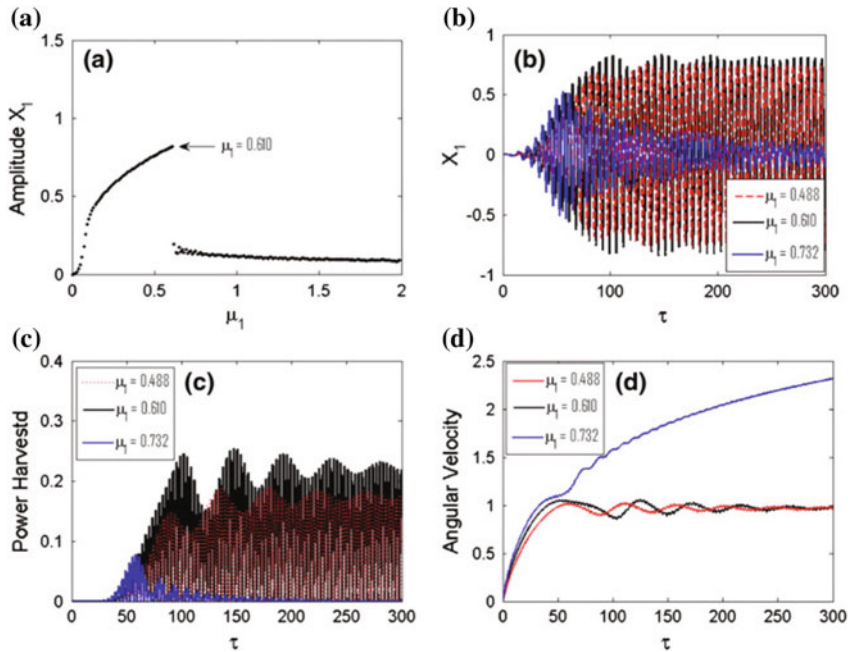 (a)
(a)
Amplitude X₁
1.5
1
0.5
0
μ₁ = 0.610
0 0.5 1 1.5 2
μ₁
(b)
(b)
X₁
1
0.5
0
-0.5
-1
μ₁ = 0.488
μ₁ = 0.610
μ₁ = 0.732
0 100 200 300
τ
(c)
(c)
Power Harvestd
0.4
0.3
0.2
0.1
0
μ₁ = 0.488
μ₁ = 0.610
μ₁ = 0.732
0 50 100 150 200 250 300
τ
(d)
(d)
Angular Velocity
2.5
2
1.5
1
0.5
0
μ₁ = 0.488
μ₁ = 0.610
μ₁ = 0.732
0 50 100 150 200 250 300
τ